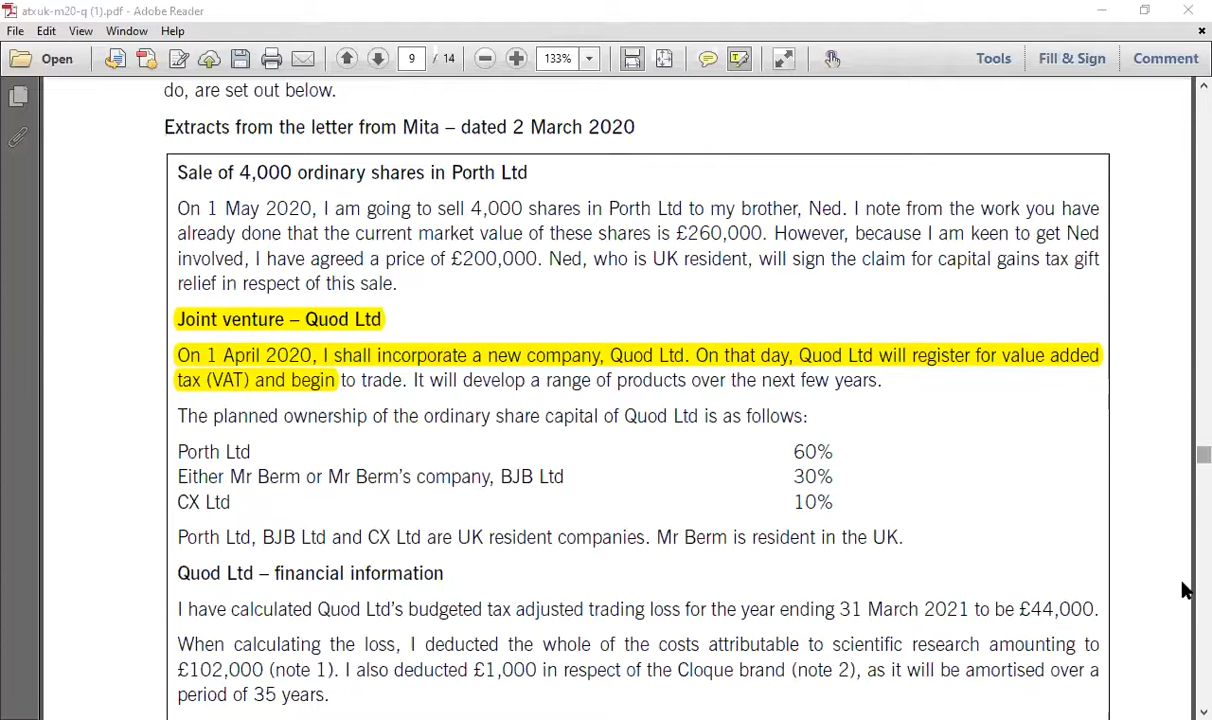 atxuk-m20-q (1).pdf - Adobe Reader
File Edit View Window Help
Open 9 / 14 133% Tools Fill & Sign Comment
do, are set out below.
Extracts from the letter from Mita – dated 2 March 2020
Sale of 4,000 ordinary shares in Porth Ltd
On 1 May 2020, I am going to sell 4,000 shares in Porth Ltd to my brother, Ned. I note from the work you have
already done that the current market value of these shares is £260,000. However, because I am keen to get Ned
involved, I have agreed a price of £200,000. Ned, who is UK resident, will sign the claim for capital gains tax gift
relief in respect of this sale.
Joint venture – Quod Ltd
On 1 April 2020, I shall incorporate a new company, Quod Ltd. On that day, Quod Ltd will register for value added
tax (VAT) and begin to trade. It will develop a range of products over the next few years.
The planned ownership of the ordinary share capital of Quod Ltd is as follows:
Porth Ltd 60%
Either Mr Berm or Mr Berm's company, BJB Ltd 30%
CX Ltd 10%
Porth Ltd, BJB Ltd and CX Ltd are UK resident companies. Mr Berm is resident in the UK.
Quod Ltd – financial information
I have calculated Quod Ltd's budgeted tax adjusted trading loss for the year ending 31 March 2021 to be £44,000.
When calculating the loss, I deducted the whole of the costs attributable to scientific research amounting to
£102,000 (note 1). I also deducted £1,000 in respect of the Cloque brand (note 2), as it will be amortised over a
period of 35 years.